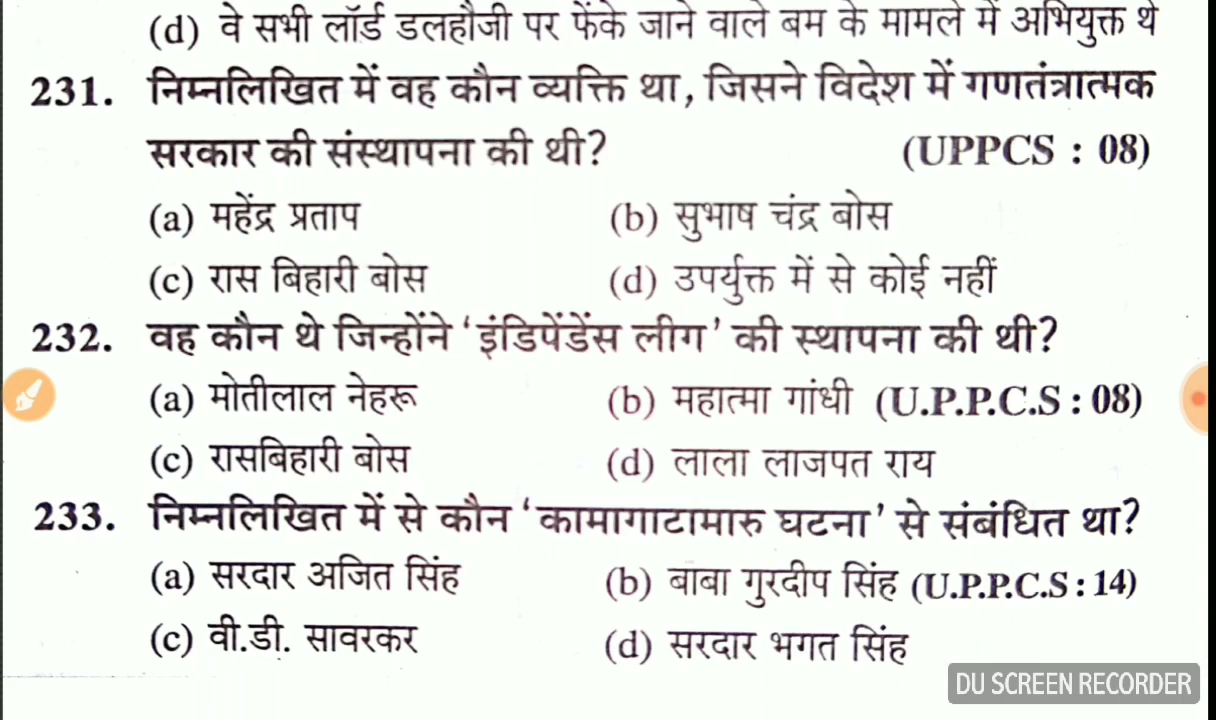 (d) वे सभी लॉर्ड डलहौजी पर फेंके जाने वाले बम के मामले में अभियुक्त थे
231. निम्नलिखित में वह कौन व्यक्ति था, जिसने विदेश में गणतंत्रात्मक
सरकार की संस्थापना की थी? (UPPCS : 08)
(a) महेंद्र प्रताप (b) सुभाष चंद्र बोस
(c) रास बिहारी बोस (d) उपर्युक्त में से कोई नहीं
232. वह कौन थे जिन्होंने 'इंडिपेंडेंस लीग' की स्थापना की थी?
(a) मोतीलाल नेहरू (b) महात्मा गांधी (U.P.P.C.S : 08)
(c) रासबिहारी बोस (d) लाला लाजपत राय
233. निम्नलिखित में से कौन 'कामागाटामारु घटना' से संबंधित था?
(a) सरदार अजित सिंह (b) बाबा गुरदीप सिंह (U.P.P.C.S : 14)
(c) वी.डी. सावरकर (d) सरदार भगत सिंह
DU SCREEN RECORDER